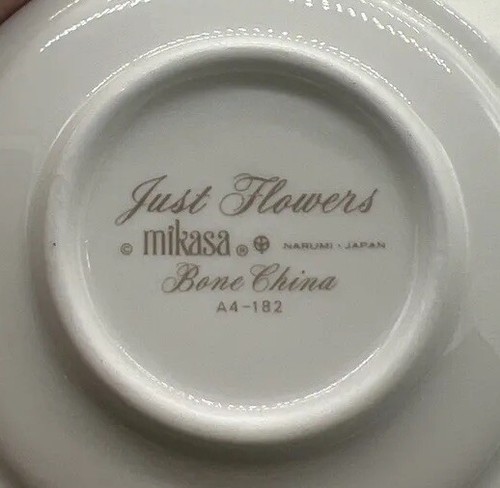 Just Flowers
© mikasa ® NARUMI · JAPAN
Bone China
A4-182